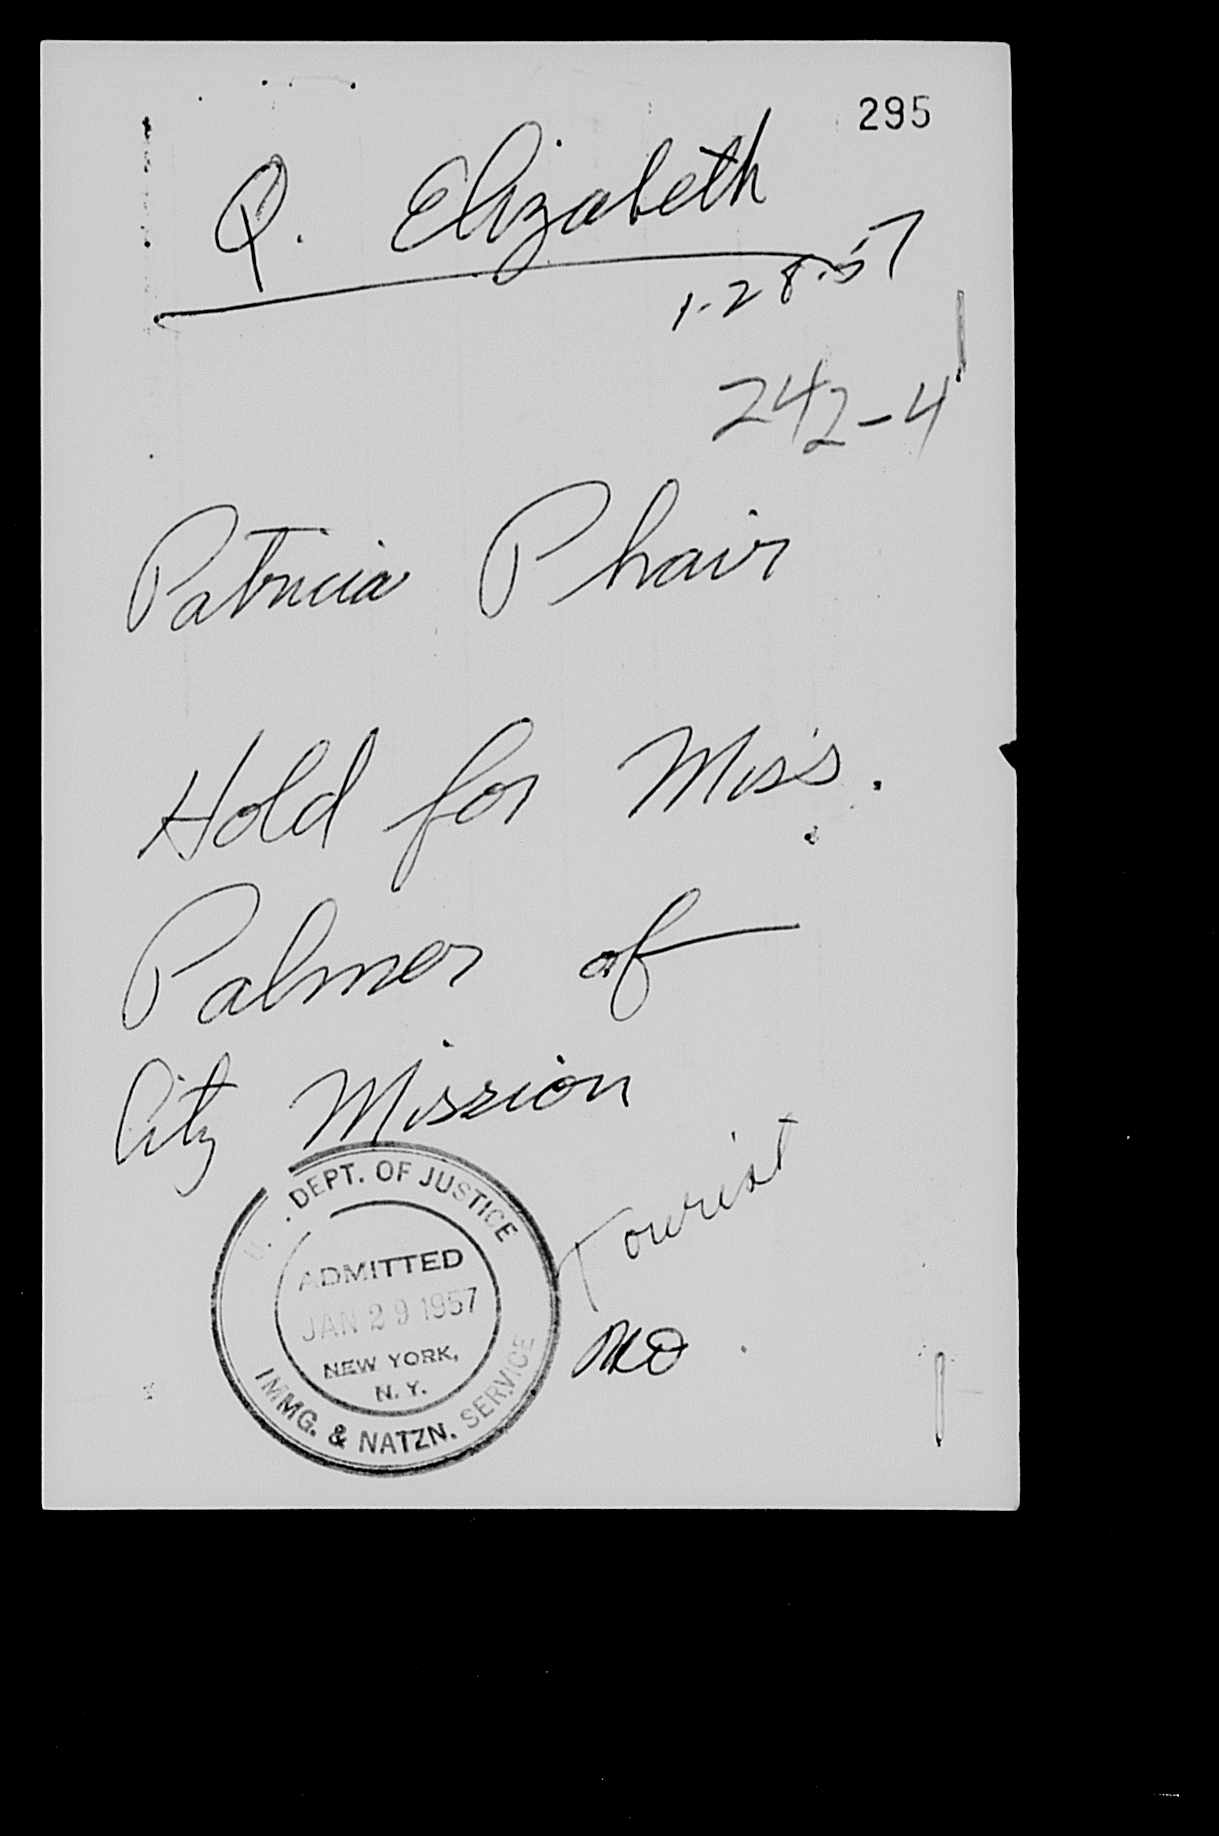 295
Q. Elizabeth
1-28-57
242-4
Patricia Phair
Hold for Miss.
Palmer of
City Mission
Tourist
U. S. DEPT. OF JUSTICE
ADMITTED
JAN 29 1957
NEW YORK,
N. Y.
IMMG. & NATZN. SERVICE